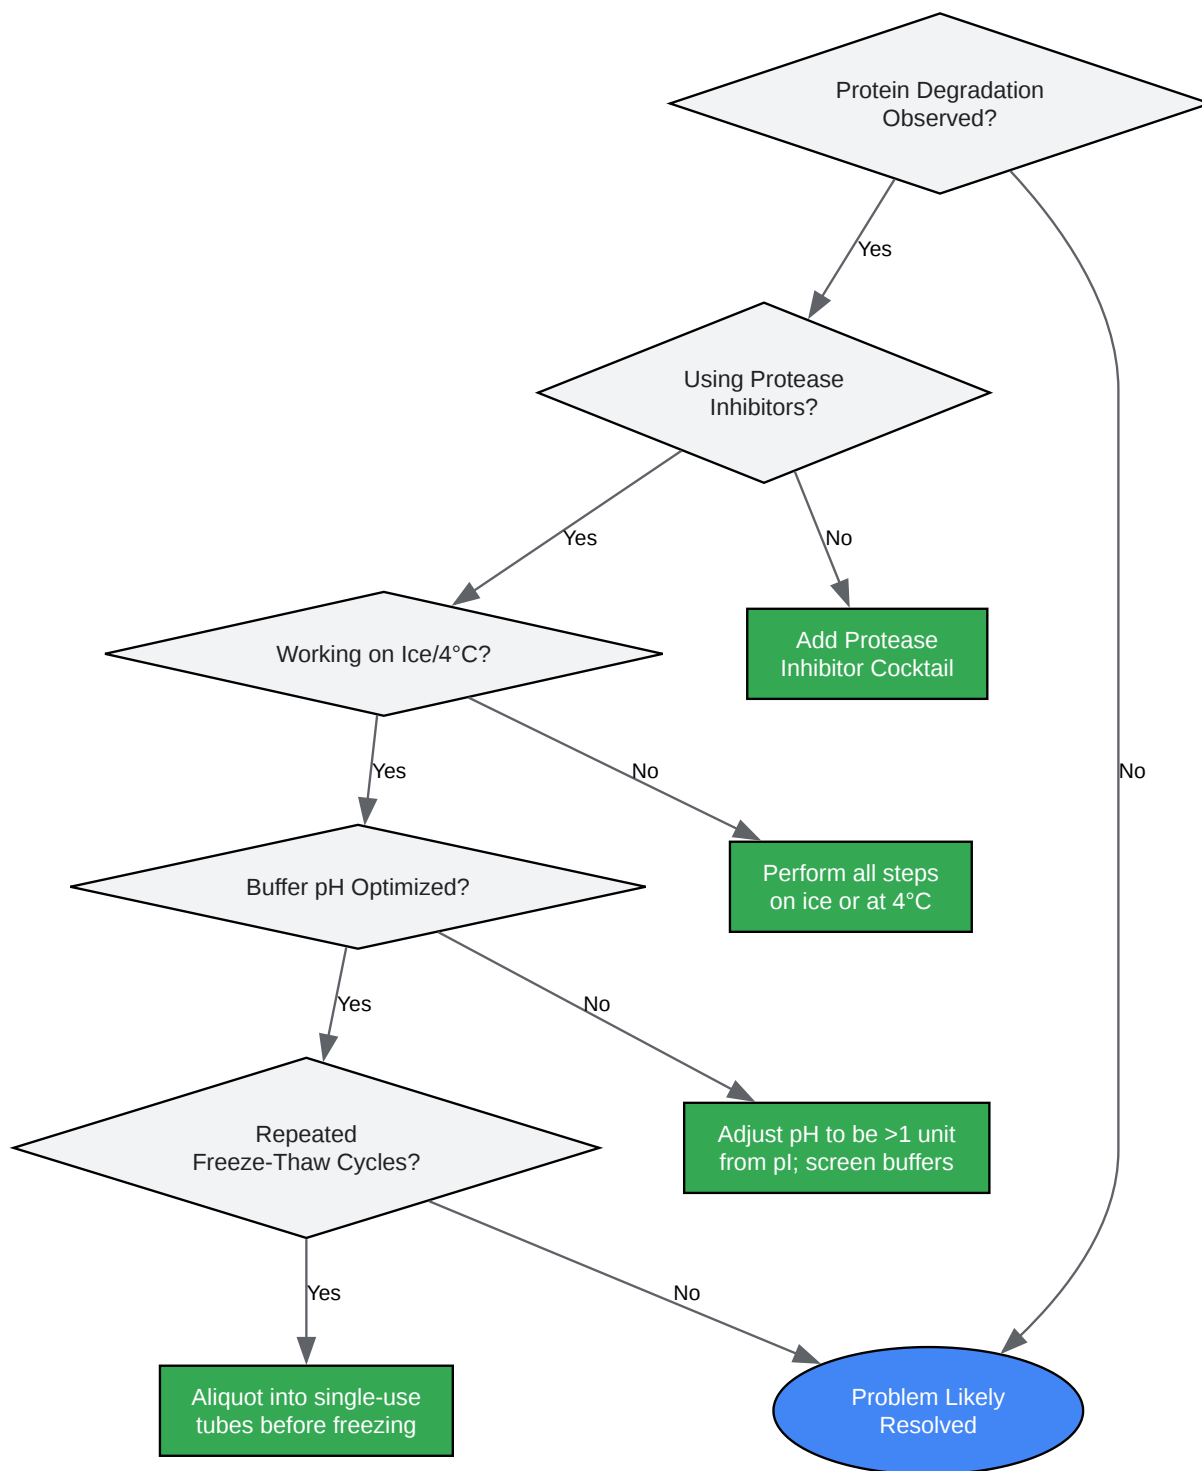 Protein Degradation
Observed?
Yes
Using Protease
Inhibitors?
Yes
No
Working on Ice/4°C?
Add Protease
Inhibitor Cocktail
Yes
No
No
Buffer pH Optimized?
Perform all steps
on ice or at 4°C
Yes
No
Repeated
Freeze-Thaw Cycles?
Adjust pH to be >1 unit
from pI; screen buffers
Yes
No
Aliquot into single-use
tubes before freezing
Problem Likely
Resolved